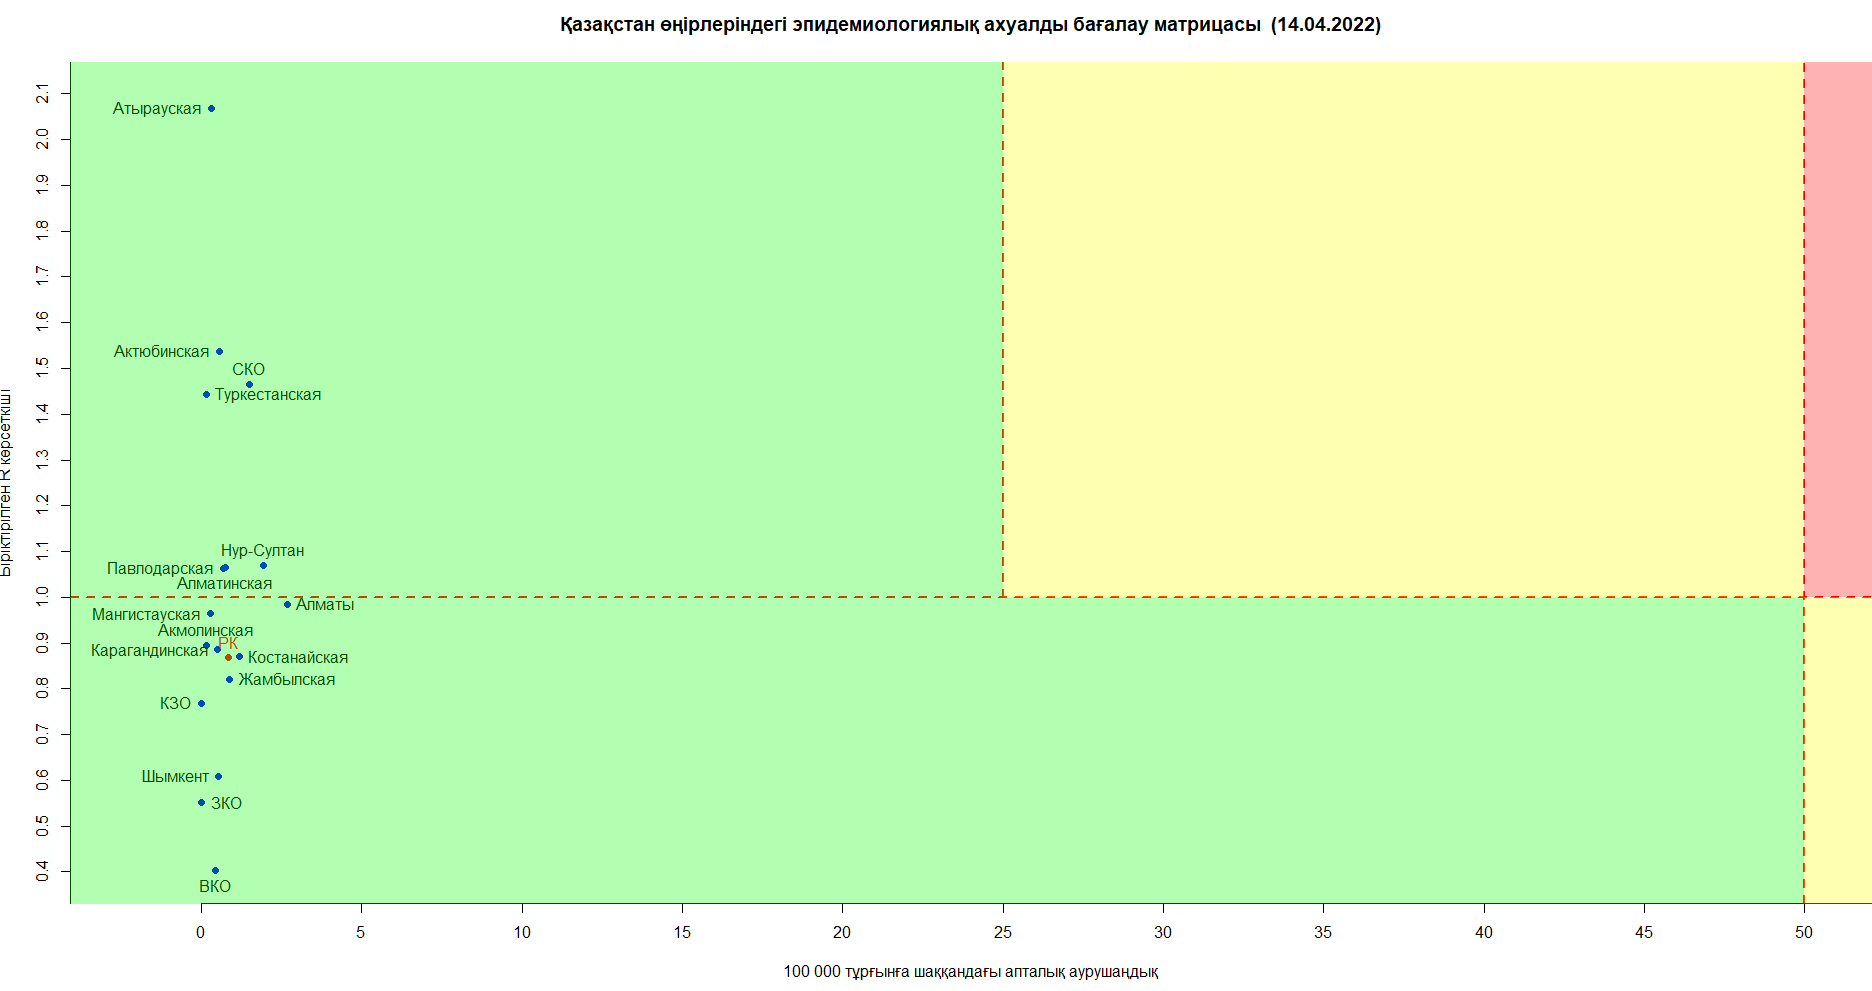 Қазақстан өңірлеріндегі эпидемиологиялық ахуалды бағалау матрицасы (14.04.2022)
2.1
2.0
1.9
1.8
1.7
1.6
1.5
1.4
1.3
1.2
1.1
1.0
0.9
0.8
0.7
0.6
0.5
0.4
Біріктірілген R көрсеткіші
Атырауская
Актюбинская
СКО
Туркестанская
Нур-Султан
Павлодарская
Алматинская
Алматы
Мангистауская
Акмолинская
РК
Карагандинская
Костанайская
Жамбылская
КЗО
Шымкент
ЗКО
ВКО
0 5 10 15 20 25 30 35 40 45 50
100 000 тұрғынға шаққандағы апталық аурушаңдық